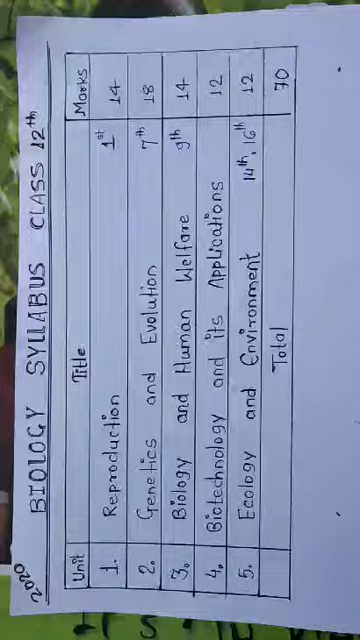 2020
BIOLOGY SYLLABUS CLASS 12th
Unit Title Marks
1. Reproduction 1st 14
2. Genetics and Evolution 7th 18
3. Biology and Human Welfare 9th 14
4. Biotechnology and its Applications 12
5. Ecology and Environment 14th, 16th 12
Total 70